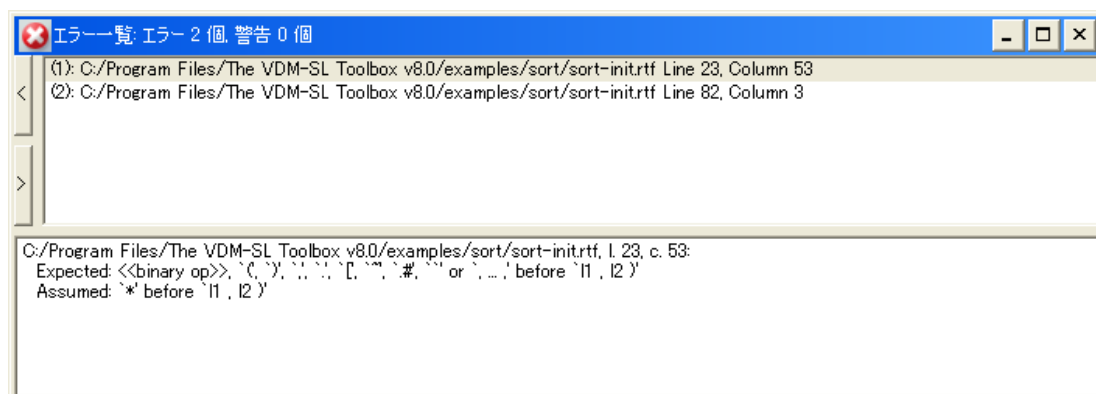 エラー一覧: エラー 2 個, 警告 0 個
(1): C:/Program Files/The VDM-SL Toolbox v8.0/examples/sort/sort-init.rtf Line 23, Column 53
(2): C:/Program Files/The VDM-SL Toolbox v8.0/examples/sort/sort-init.rtf Line 82, Column 3
<
>
C:/Program Files/The VDM-SL Toolbox v8.0/examples/sort/sort-init.rtf, l. 23, c. 53:
Expected: <<binary op>>, `(', `)', `,', `.', `[', `~', `.#', ``' or `, ... ,' before `l1 , l2 )'
Assumed: `*' before `l1 , l2 )'